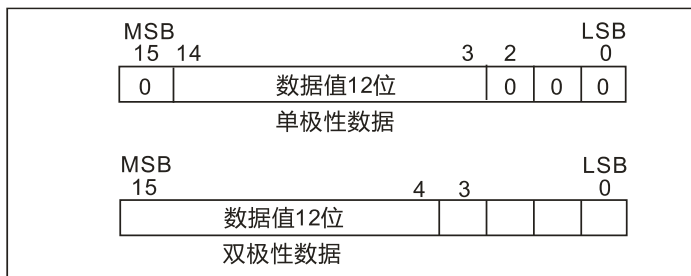 MSB LSB
15 14 3 2 0
0 数据值12位 0 0 0
单极性数据
MSB LSB
15 4 3 0
数据值12位
双极性数据